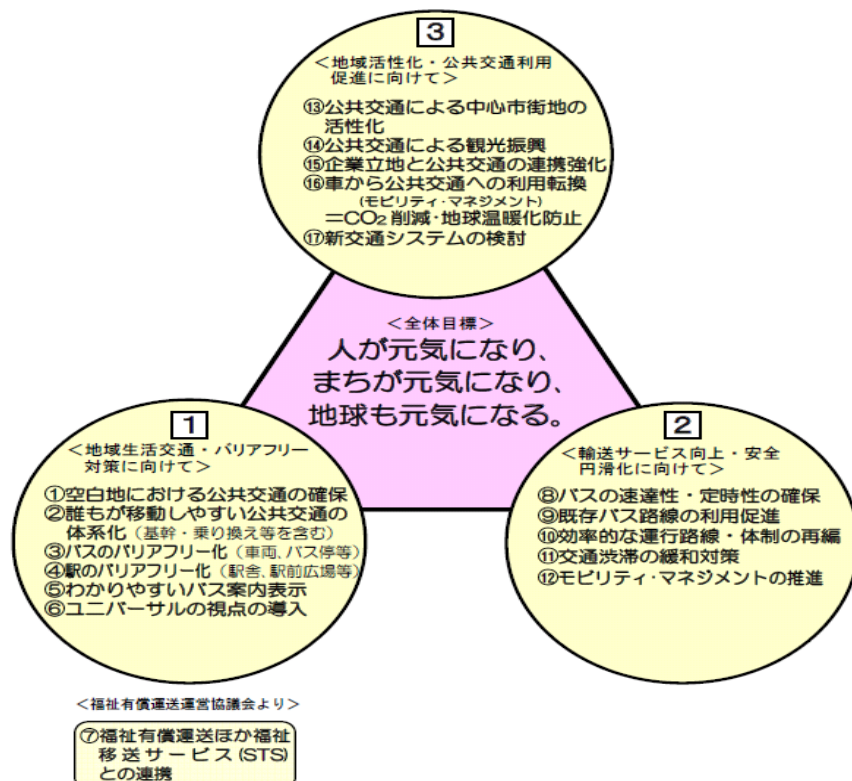 3
＜地域活性化・公共交通利用
促進に向けて＞
⑬公共交通による中心市街地の
活性化
⑭公共交通による観光振興
⑮企業立地と公共交通の連携強化
⑯車から公共交通への利用転換
(モビリティ・マネジメント)
＝CO₂削減・地球温暖化防止
⑰新交通システムの検討
＜全体目標＞
人が元気になり、
まちが元気になり、
地球も元気になる。
1
＜地域生活交通・バリアフリー
対策に向けて＞
①空白地における公共交通の確保
②誰もが移動しやすい公共交通の
体系化（基幹・乗り換え等を含む）
③バスのバリアフリー化（車両、バス停等）
④駅のバリアフリー化（駅舎、駅前広場等）
⑤わかりやすいバス案内表示
⑥ユニバーサルの視点の導入
2
＜輸送サービス向上・安全
円滑化に向けて＞
⑧バスの速達性・定時性の確保
⑨既存バス路線の利用促進
⑩効率的な運行路線・体制の再編
⑪交通渋滞の緩和対策
⑫モビリティ・マネジメントの推進
＜福祉有償運送運営協議会より＞
⑦福祉有償運送ほか福祉
移送サービス(STS)
との連携